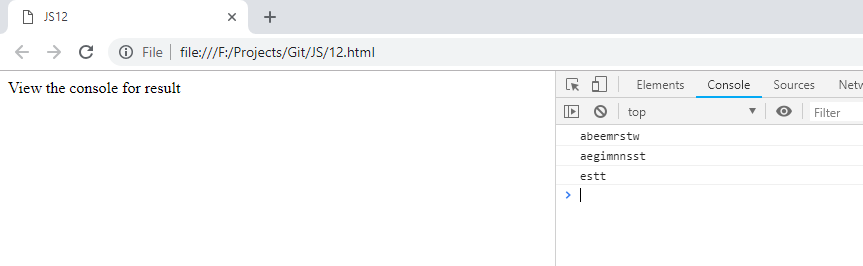 JS12
File file:///F:/Projects/Git/JS/12.html
View the console for result
Elements Console Sources Netw
top Filter
abeemrstw
aegimnnsst
estt